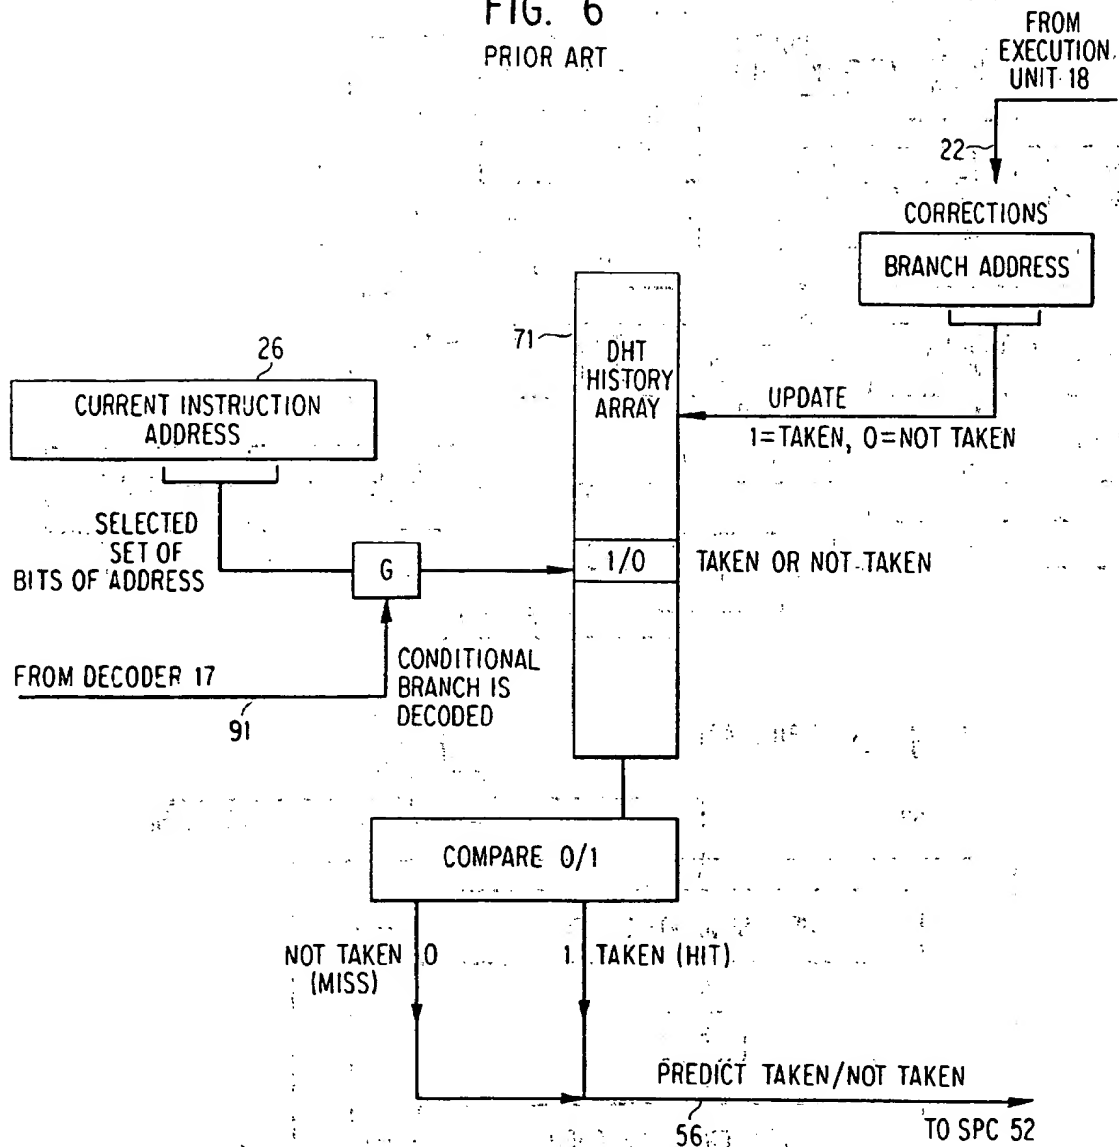 FIG. 6
PRIOR ART
FROM
EXECUTION
UNIT 18
22
CORRECTIONS
BRANCH ADDRESS
71
DHT
HISTORY
ARRAY
26
CURRENT INSTRUCTION
ADDRESS
UPDATE
1=TAKEN, 0=NOT TAKEN
SELECTED
SET OF
BITS OF ADDRESS
G
1/0
TAKEN OR NOT TAKEN
FROM DECODER 17
91
CONDITIONAL
BRANCH IS
DECODED
COMPARE 0/1
NOT TAKEN
(MISS)
0
1
TAKEN (HIT)
PREDICT TAKEN/NOT TAKEN
56
TO SPC 52